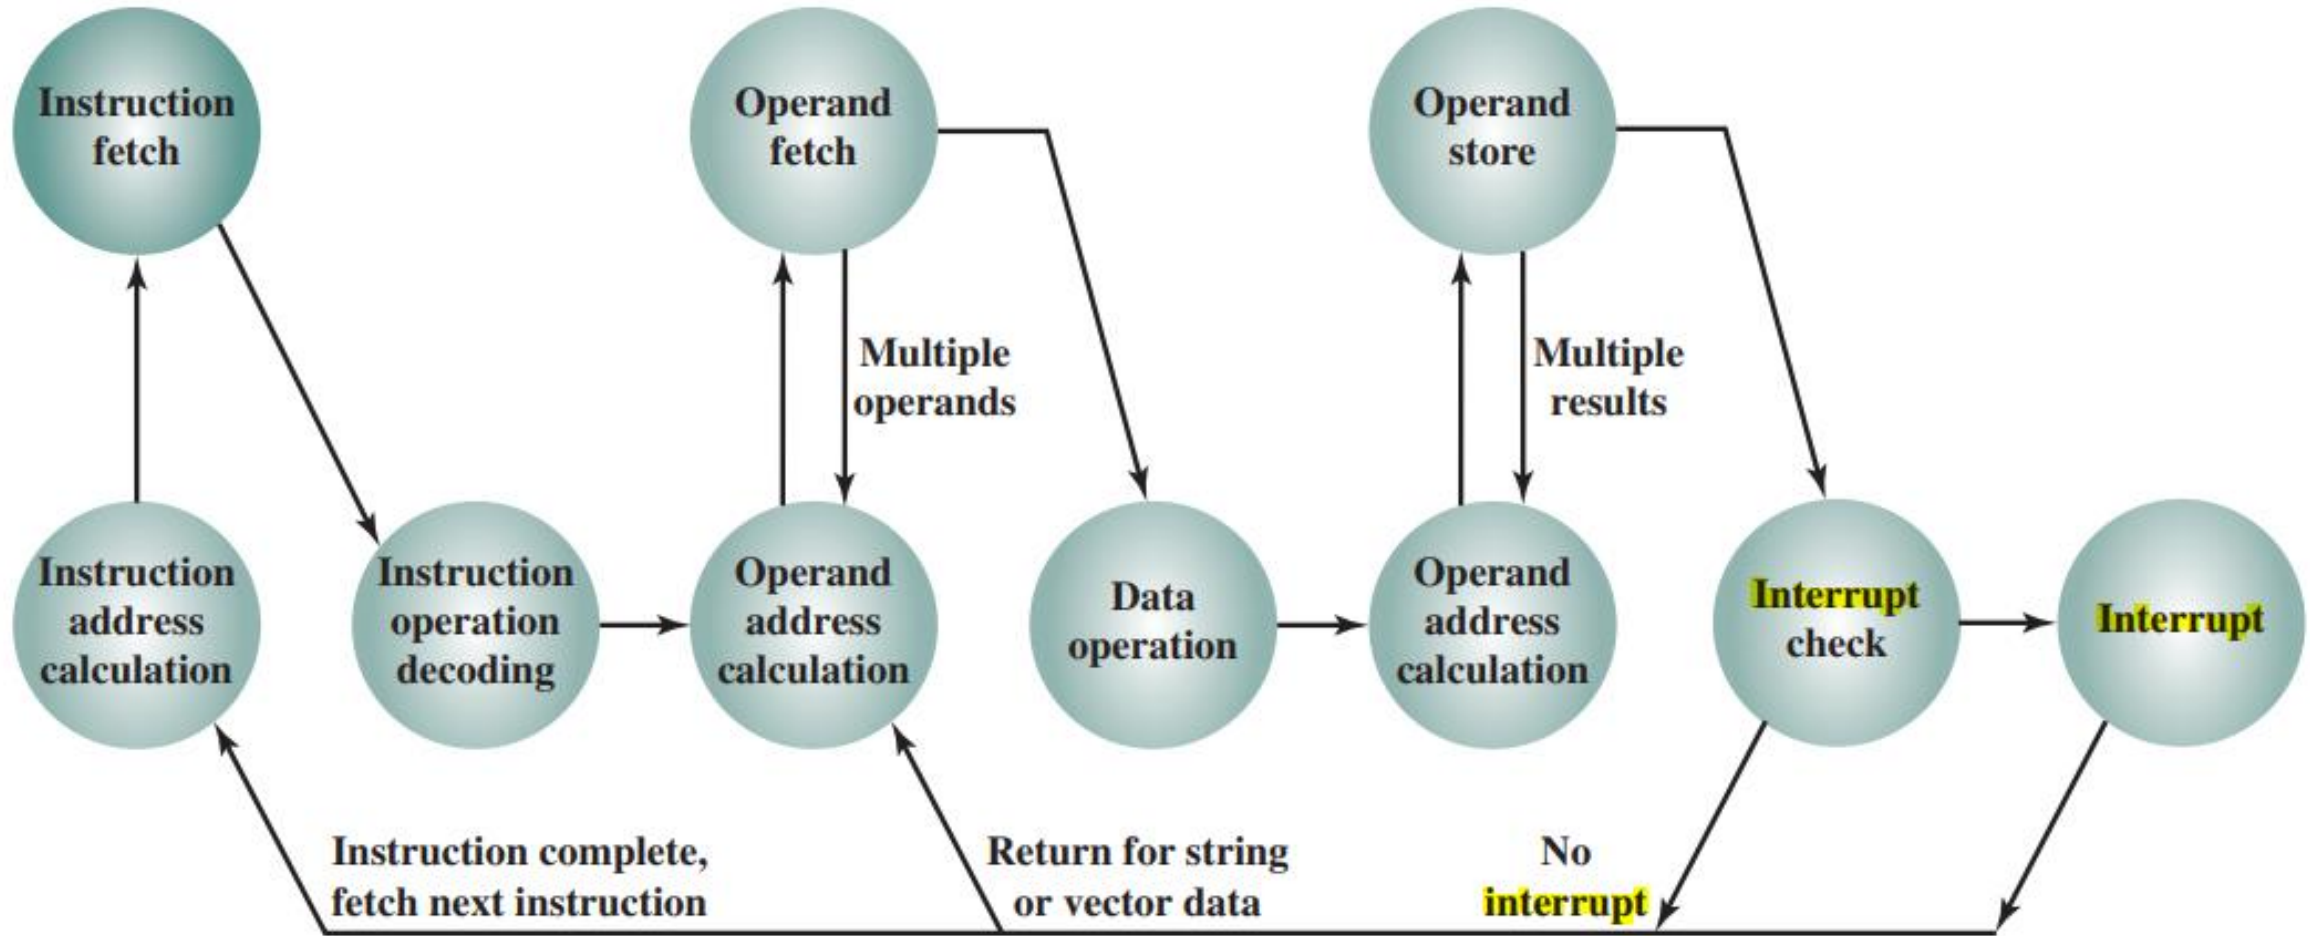 Instruction
fetch
Operand
fetch
Operand
store
Multiple
operands
Multiple
results
Instruction
address
calculation
Instruction
operation
decoding
Operand
address
calculation
Data
operation
Operand
address
calculation
Interrupt
check
Interrupt
Instruction complete,
fetch next instruction
Return for string
or vector data
No
interrupt